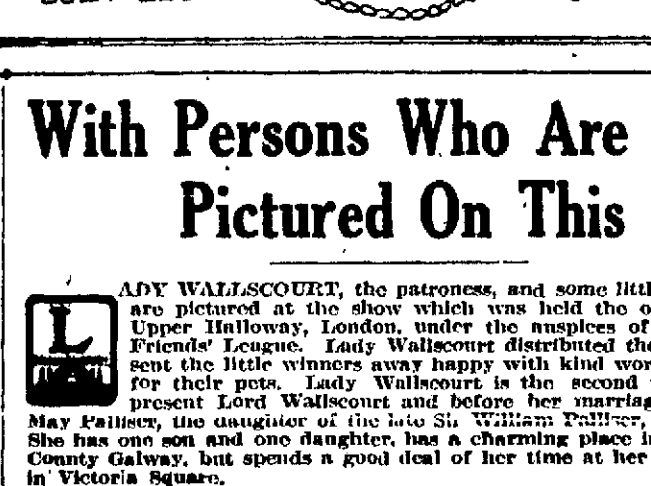 With Persons Who Are
Pictured On This
LADY WALLSCOURT, the patroness, and some littl
are pictured at the show which was held the o
Upper Halloway, London, under the auspices of
Friends' League. Lady Wallscourt distributed the
sent the little winners away happy with kind wor
for their pets. Lady Wallscourt is the second
present Lord Wallscourt and before her marriag
May Palliser, the daughter of the late Sir William Palliser,
She has one son and one daughter, has a charming place i
County Galway, but spends a good deal of her time at her
in Victoria Square.